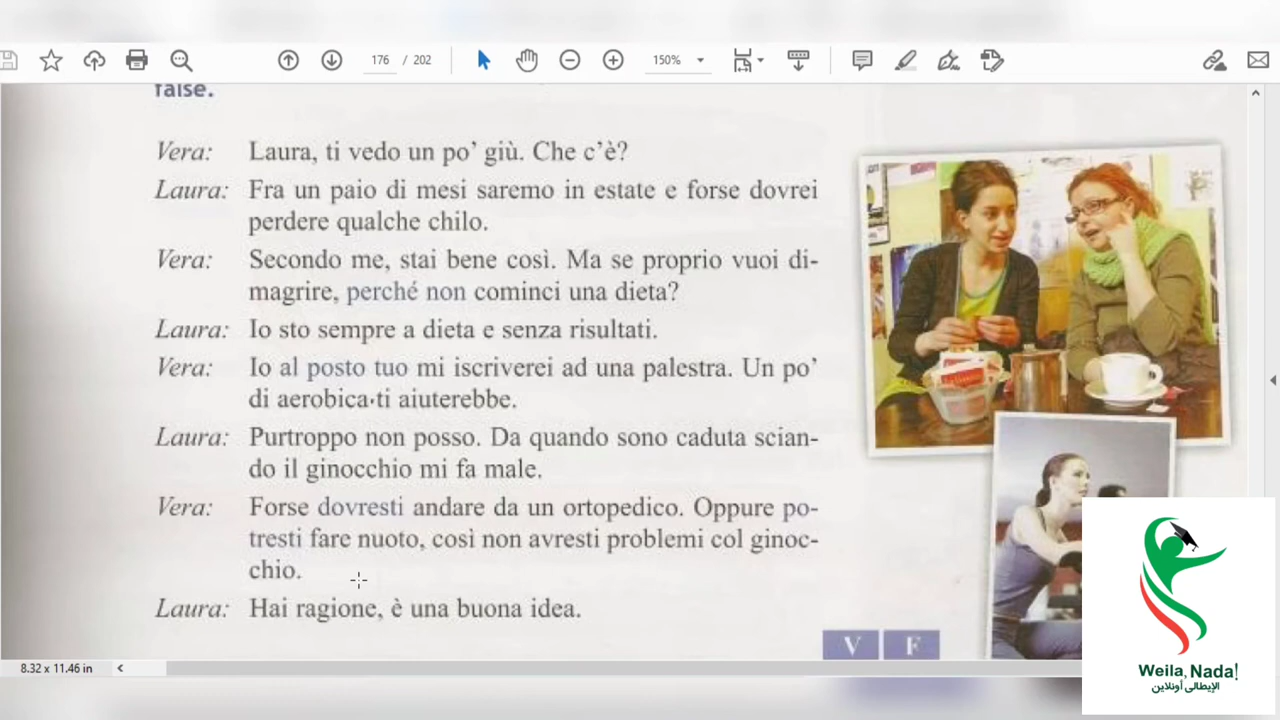 176 / 202
150%
false.
Vera: Laura, ti vedo un po' giù. Che c'è?
Laura: Fra un paio di mesi saremo in estate e forse dovrei
perdere qualche chilo.
Vera: Secondo me, stai bene così. Ma se proprio vuoi di-
magrire, perché non cominci una dieta?
Laura: Io sto sempre a dieta e senza risultati.
Vera: Io al posto tuo mi iscriverei ad una palestra. Un po'
di aerobica ti aiuterebbe.
Laura: Purtroppo non posso. Da quando sono caduta scian-
do il ginocchio mi fa male.
Vera: Forse dovresti andare da un ortopedico. Oppure po-
tresti fare nuoto, così non avresti problemi col ginoc-
chio.
Laura: Hai ragione, è una buona idea.
V F
8.32 x 11.46 in
Weila, Nada!
الإيطالي أونلاين